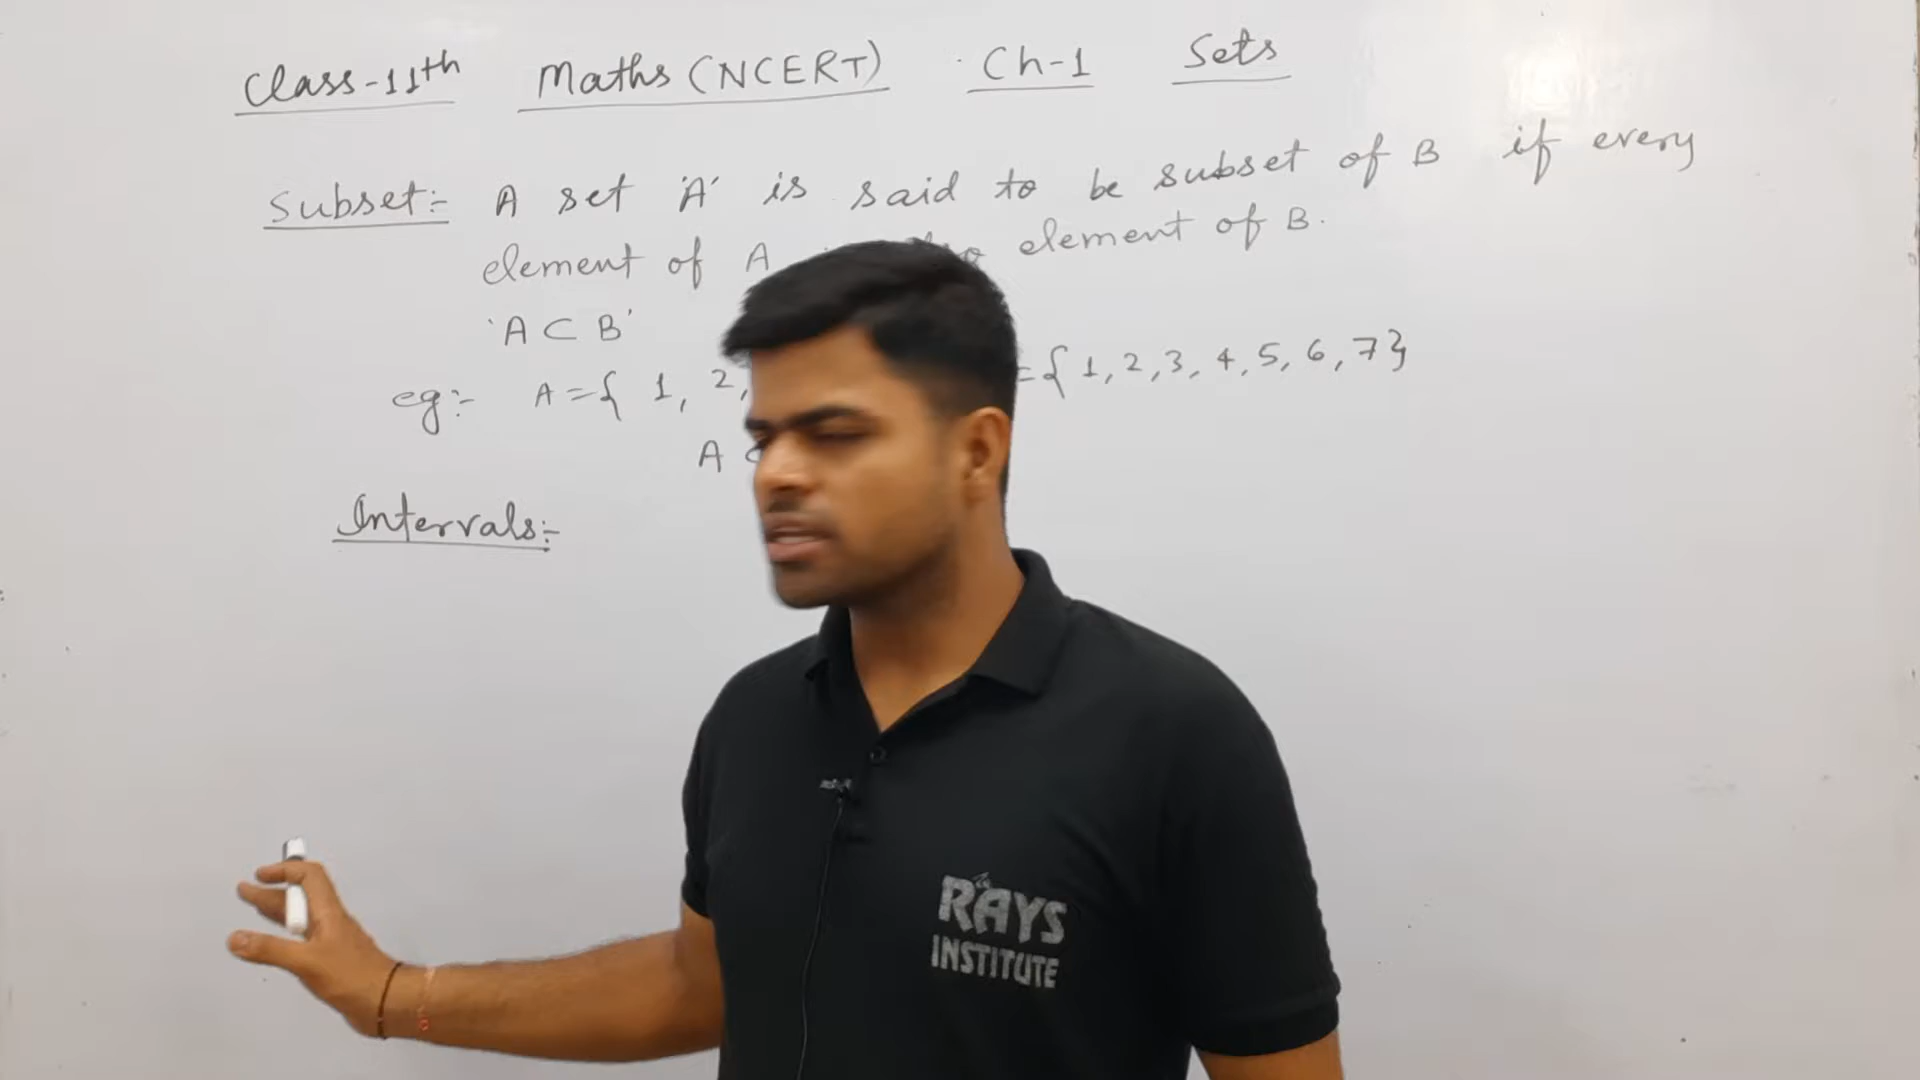 Class-11th Maths (NCERT) Ch-1 Sets
Subset:- A set 'A' is said to be subset of B if every
element of A element of B.
'A ⊂ B'
eg:- A={ 1, 2, ={ 1, 2, 3, 4, 5, 6, 7}
A
Intervals:-
RAYS
INSTITUTE